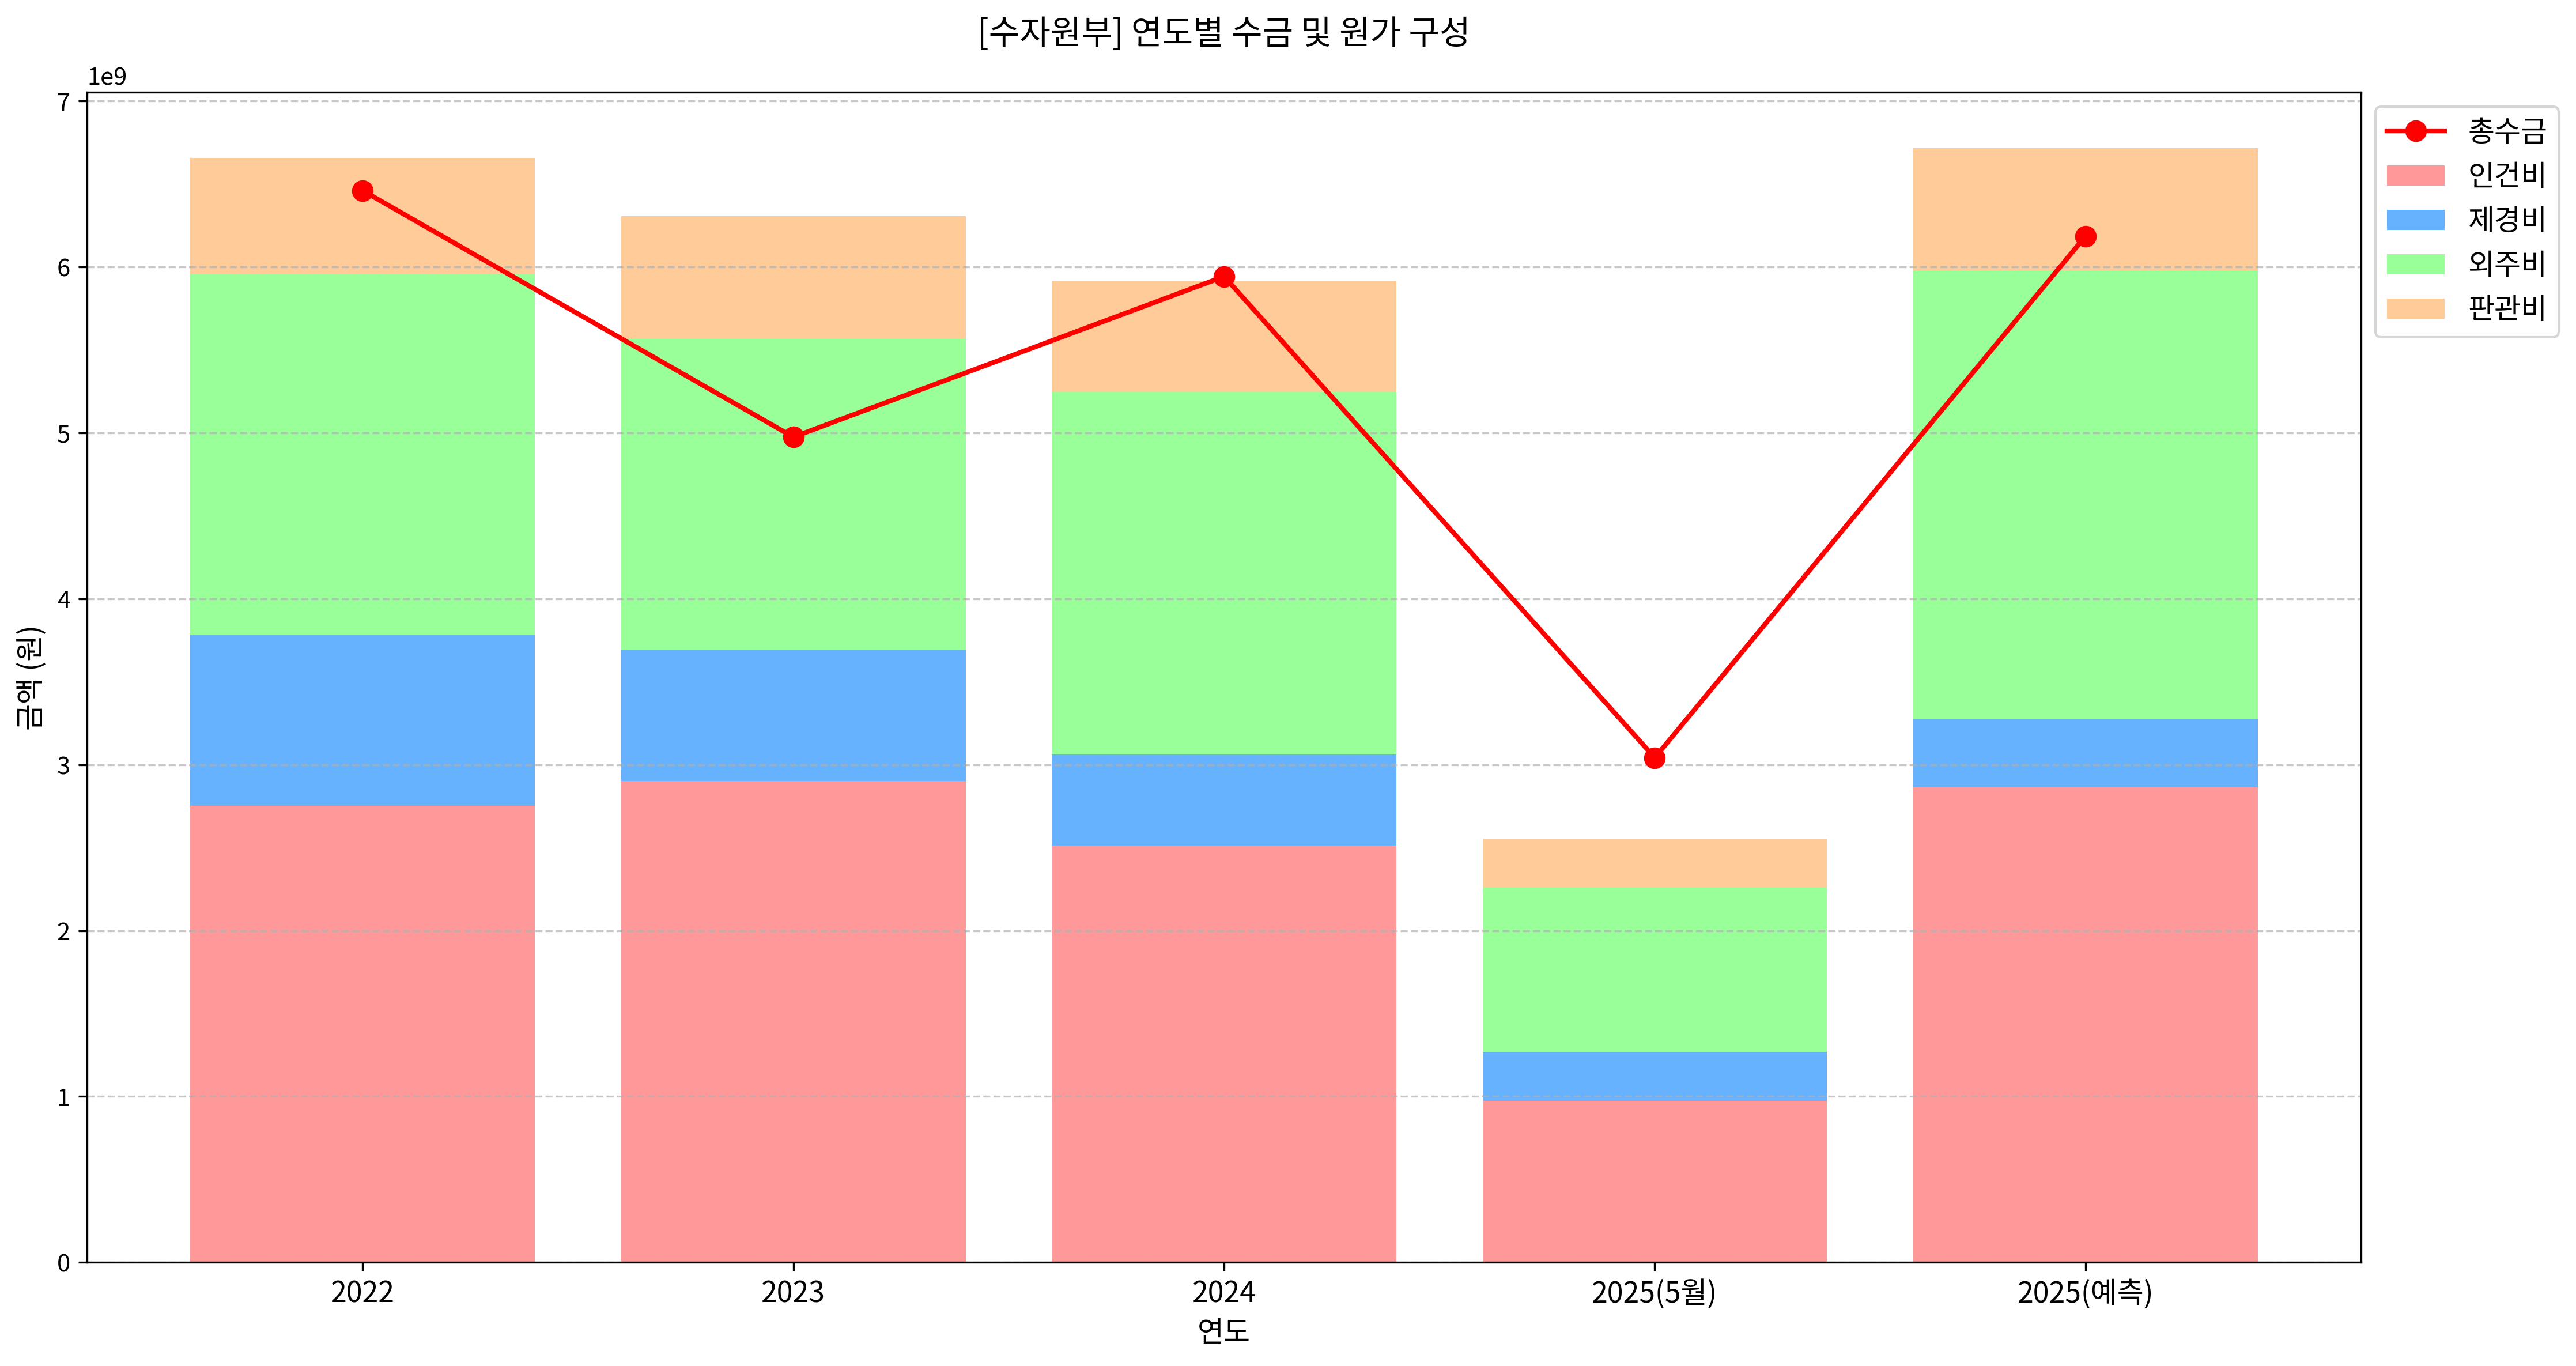 [수자원부] 연도별 수금 및 원가 구성
1e9
7
6
5
4
3
2
1
0
금액 (원)
2022
2023
2024
2025(5월)
2025(예측)
연도
총수금
인건비
제경비
외주비
판관비